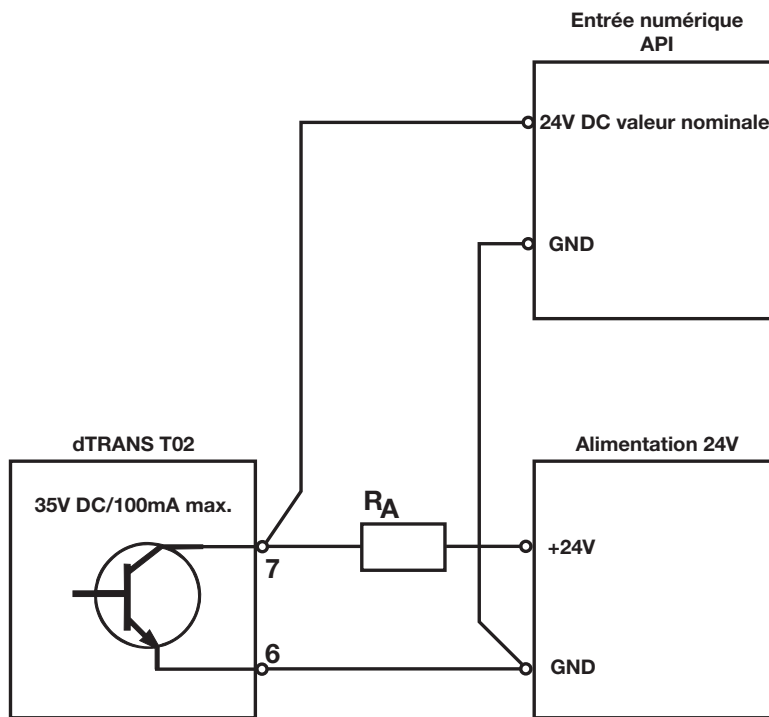 Entrée numérique
API
24V DC valeur nominale
GND
dTRANS T02
35V DC/100mA max.
7
6
RA
Alimentation 24V
+24V
GND